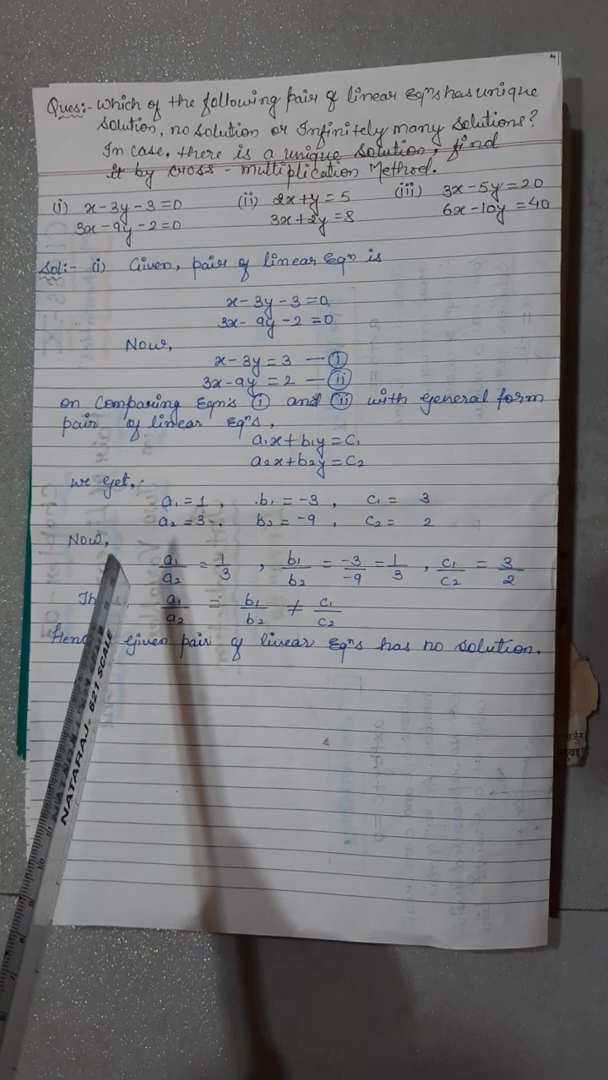 Ques:- Which of the following pair of linear Eqns has unique
solution, no solution or Infinitely many solutions?
In case, there is a unique solution, find
it by cross - multiplication Method.
(i) x-3y-3=0 (ii) 2x+y=5 (iii) 3x-5y=20
3x-9y-2=0 3x+2y=8 6x-10y=40
Sol:- (i) Given, pair of linear Eqn is
x-3y-3=0
3x-9y-2=0
Now,
x-3y=3 —(i)
3x-9y=2 —(ii)
on comparing Eqn's (i) and (ii) with general form
pair of linear Eqn's,
a1x+b1y=c1
a2x+b2y=c2
we get,
a1=1, b1=-3, c1= 3
a2=3, b2=-9, c2= 2
Now,
a1/a2 = 1/3, b1/b2 = -3/-9 = 1/3, c1/c2 = 3/2
a1/a2 = b1/b2 ≠ c1/c2
given pair of linear Eqns has no solution.
NATARAJ 621 SCALE